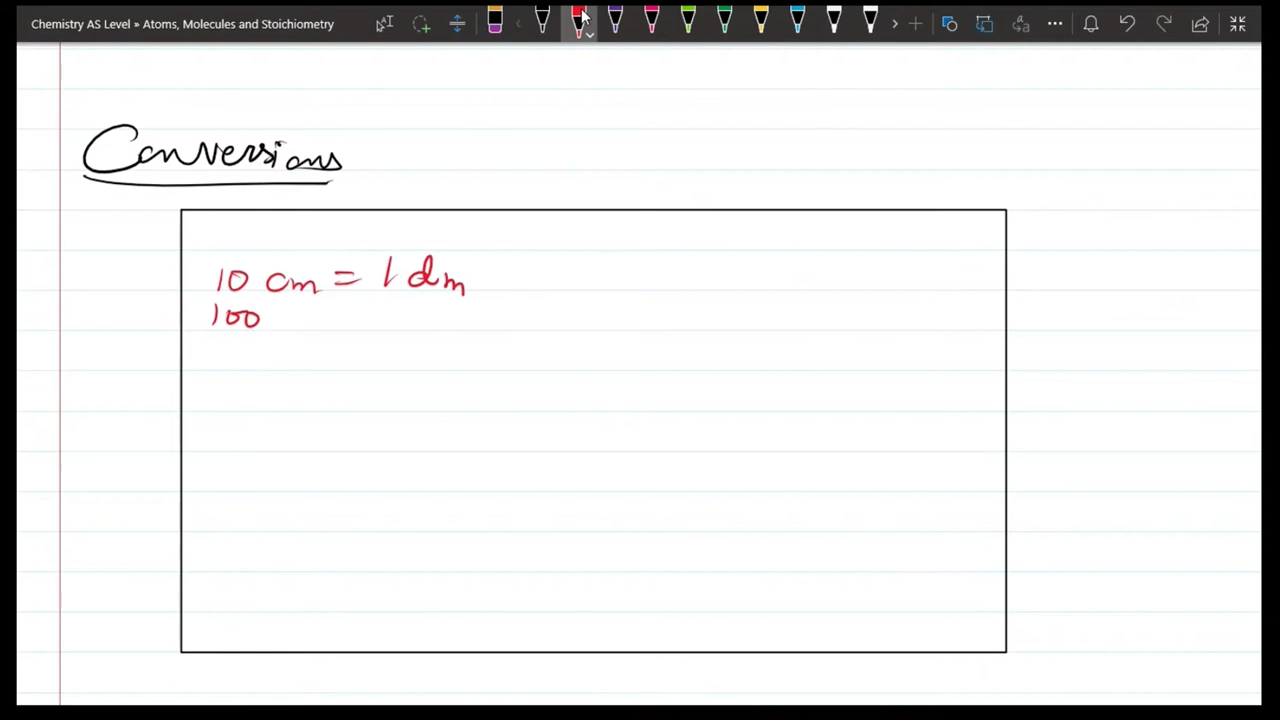 Chemistry AS Level » Atoms, Molecules and Stoichiometry
Conversions
10 cm = 1 dm
100